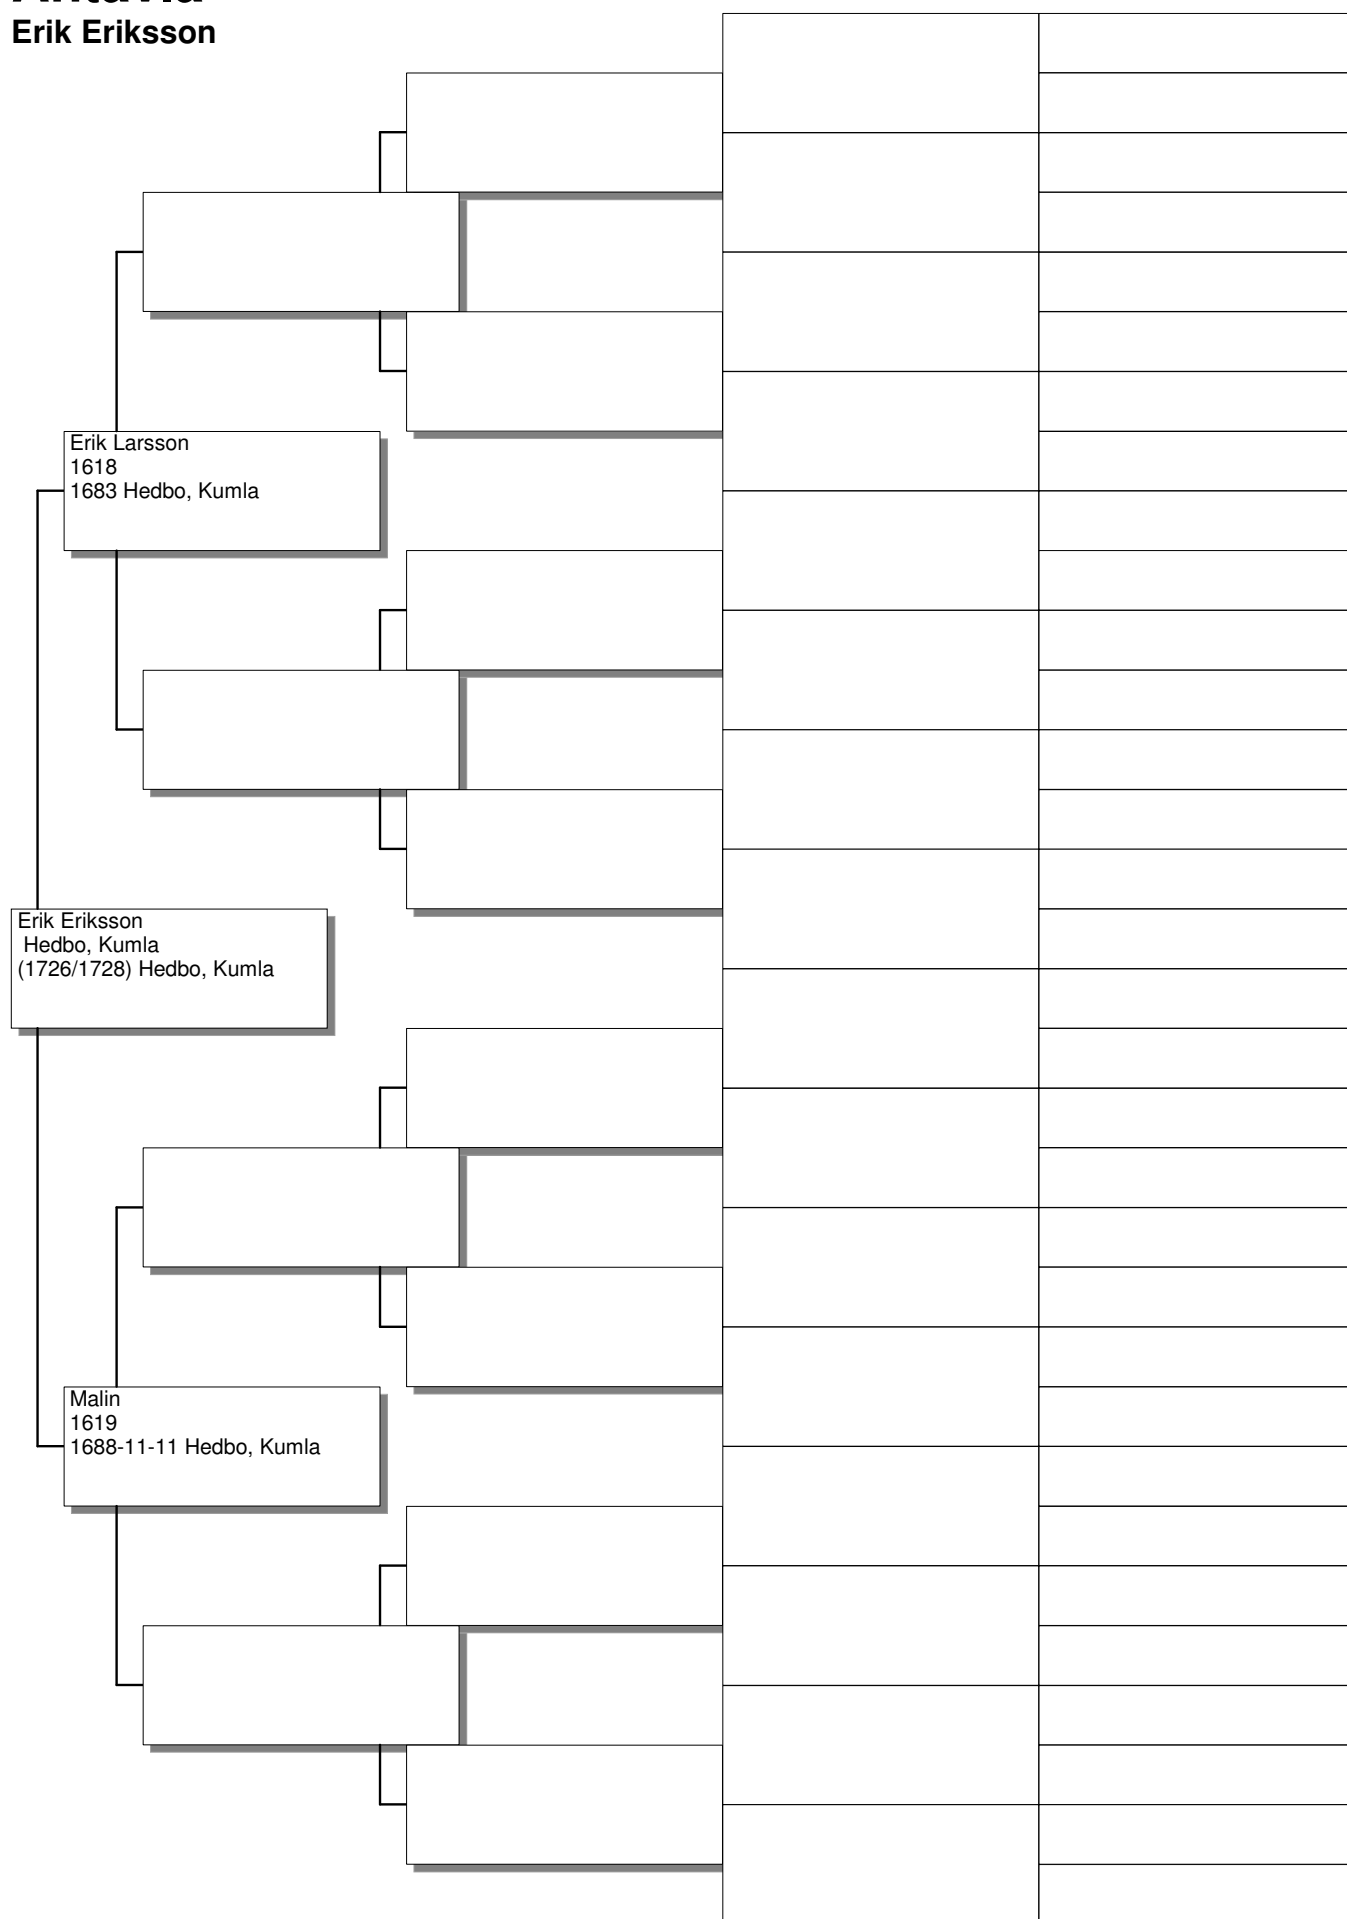 Erik Eriksson
Erik Larsson
1618
1683 Hedbo, Kumla
Erik Eriksson
Hedbo, Kumla
(1726/1728) Hedbo, Kumla
Malin
1619
1688-11-11 Hedbo, Kumla